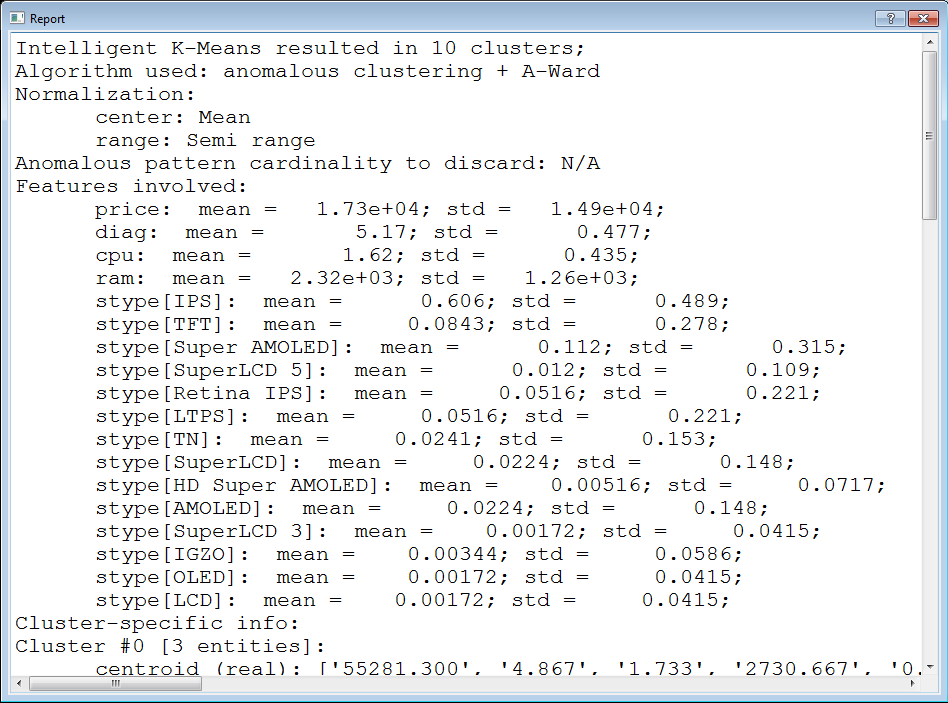 Report
Intelligent K-Means resulted in 10 clusters;
Algorithm used: anomalous clustering + A-Ward
Normalization:
center: Mean
range: Semi range
Anomalous pattern cardinality to discard: N/A
Features involved:
price: mean = 1.73e+04; std = 1.49e+04;
diag: mean = 5.17; std = 0.477;
cpu: mean = 1.62; std = 0.435;
ram: mean = 2.32e+03; std = 1.26e+03;
stype[IPS]: mean = 0.606; std = 0.489;
stype[TFT]: mean = 0.0843; std = 0.278;
stype[Super AMOLED]: mean = 0.112; std = 0.315;
stype[SuperLCD 5]: mean = 0.012; std = 0.109;
stype[Retina IPS]: mean = 0.0516; std = 0.221;
stype[LTPS]: mean = 0.0516; std = 0.221;
stype[TN]: mean = 0.0241; std = 0.153;
stype[SuperLCD]: mean = 0.0224; std = 0.148;
stype[HD Super AMOLED]: mean = 0.00516; std = 0.0717;
stype[AMOLED]: mean = 0.0224; std = 0.148;
stype[SuperLCD 3]: mean = 0.00172; std = 0.0415;
stype[IGZO]: mean = 0.00344; std = 0.0586;
stype[OLED]: mean = 0.00172; std = 0.0415;
stype[LCD]: mean = 0.00172; std = 0.0415;
Cluster-specific info:
Cluster #0 [3 entities]:
centroid (real): ['55281.300', '4.867', '1.733', '2730.667', '0.